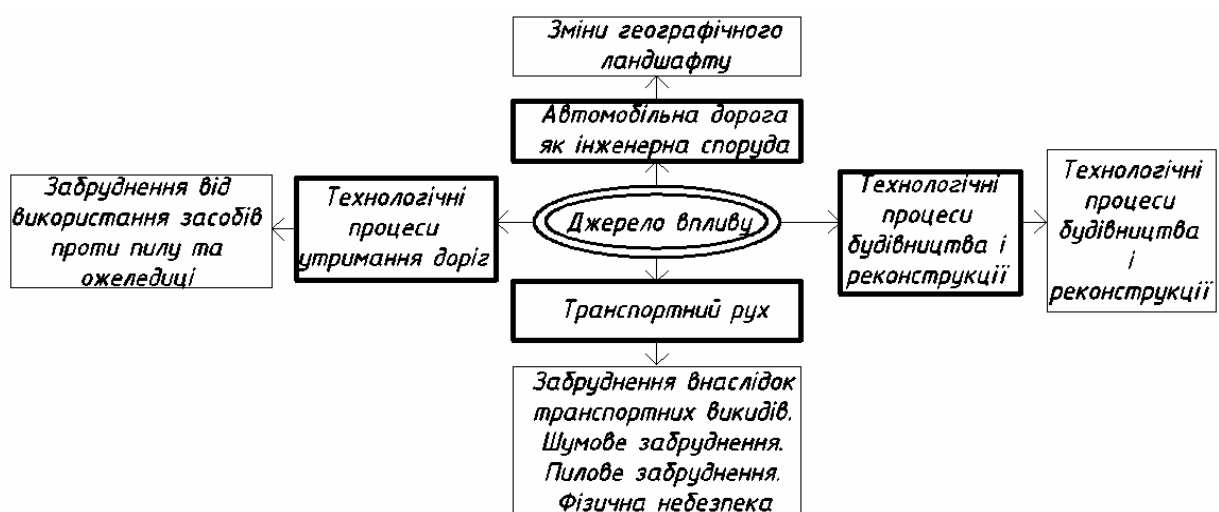 Зміни географічного
ландшафту
Автомобільна дорога
як інженерна споруда
Забруднення від
використання засобів
проти пилу та
ожеледиці
Технологічні
процеси
утримання доріг
Джерело впливу
Технологічні
процеси
будівництва і
реконструкції
Технологічні
процеси
будівництва
і
реконструкції
Транспортний рух
Забруднення внаслідок
транспортних викидів.
Шумове забруднення.
Пилове забруднення.
Фізична небезпека